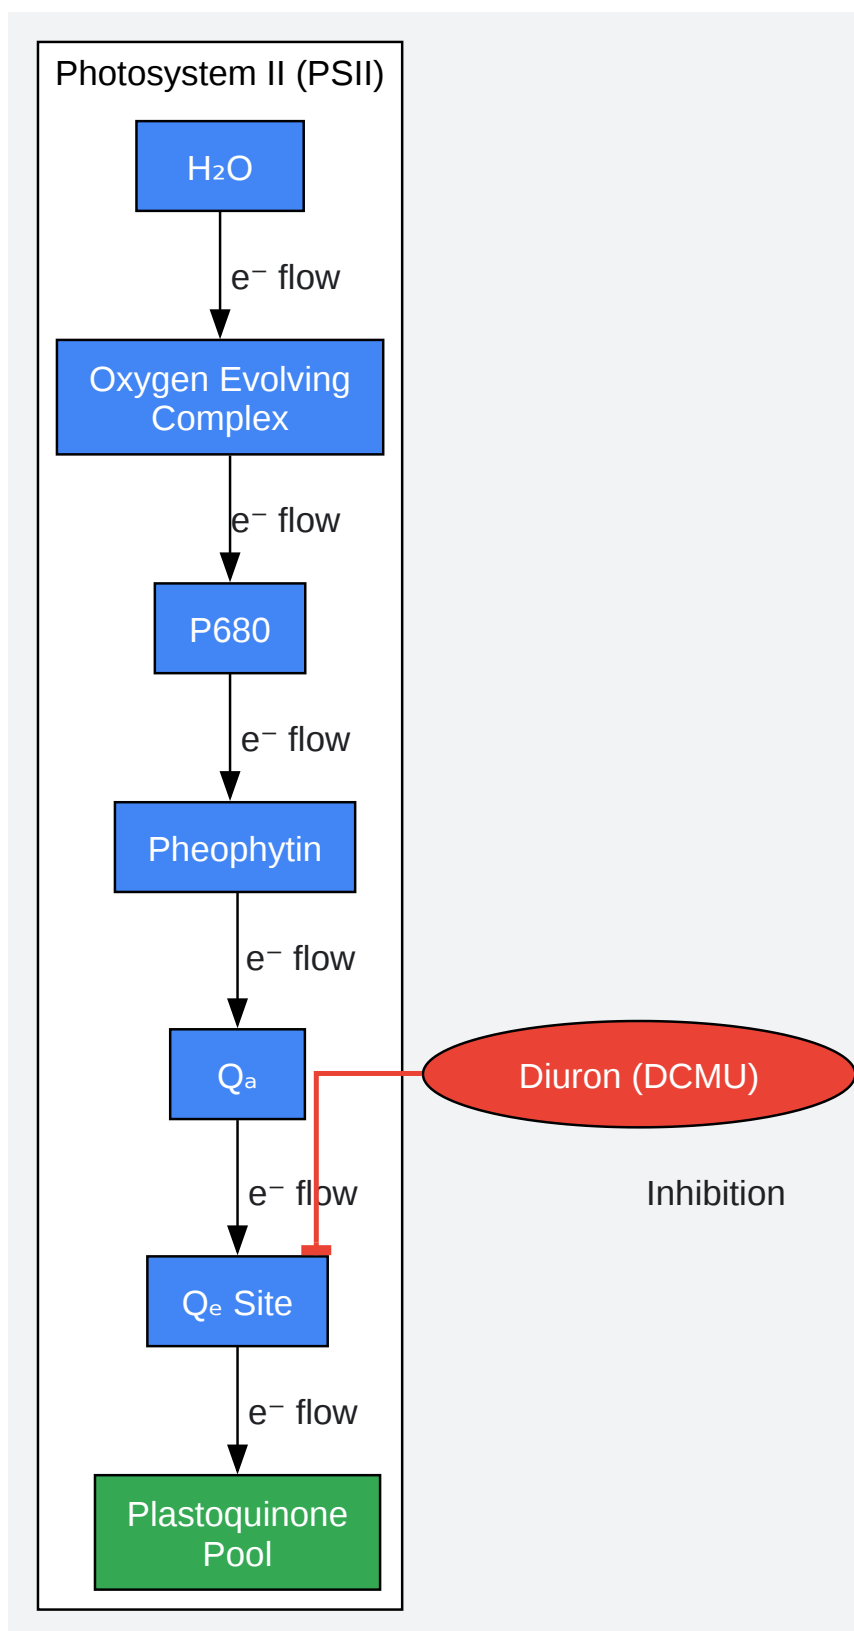 Photosystem II (PSII)
H₂O
e⁻ flow
Oxygen Evolving
Complex
e⁻ flow
P680
e⁻ flow
Pheophytin
e⁻ flow
Qₐ
Diuron (DCMU)
e⁻ flow
Inhibition
Qₑ Site
e⁻ flow
Plastoquinone
Pool